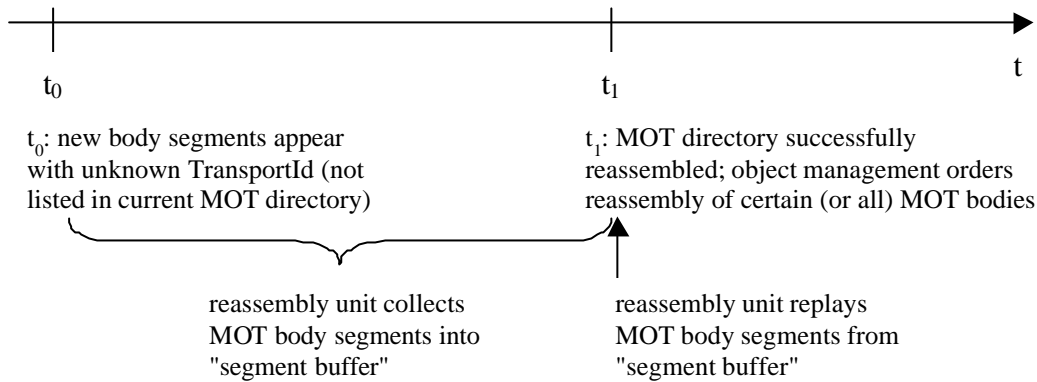 t
t₀
t₁
t₀: new body segments appear
with unknown TransportId (not
listed in current MOT directory)
t₁: MOT directory successfully
reassembled; object management orders
reassembly of certain (or all) MOT bodies
reassembly unit collects
MOT body segments into
"segment buffer"
reassembly unit replays
MOT body segments from
"segment buffer"